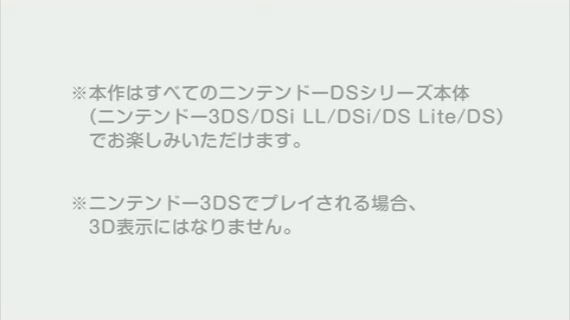 ※本作はすべてのニンテンドーDSシリーズ本体
（ニンテンドー3DS/DSi LL/DSi/DS Lite/DS）
でお楽しみいただけます。
※ニンテンドー3DSでプレイされる場合、
3D表示にはなりません。